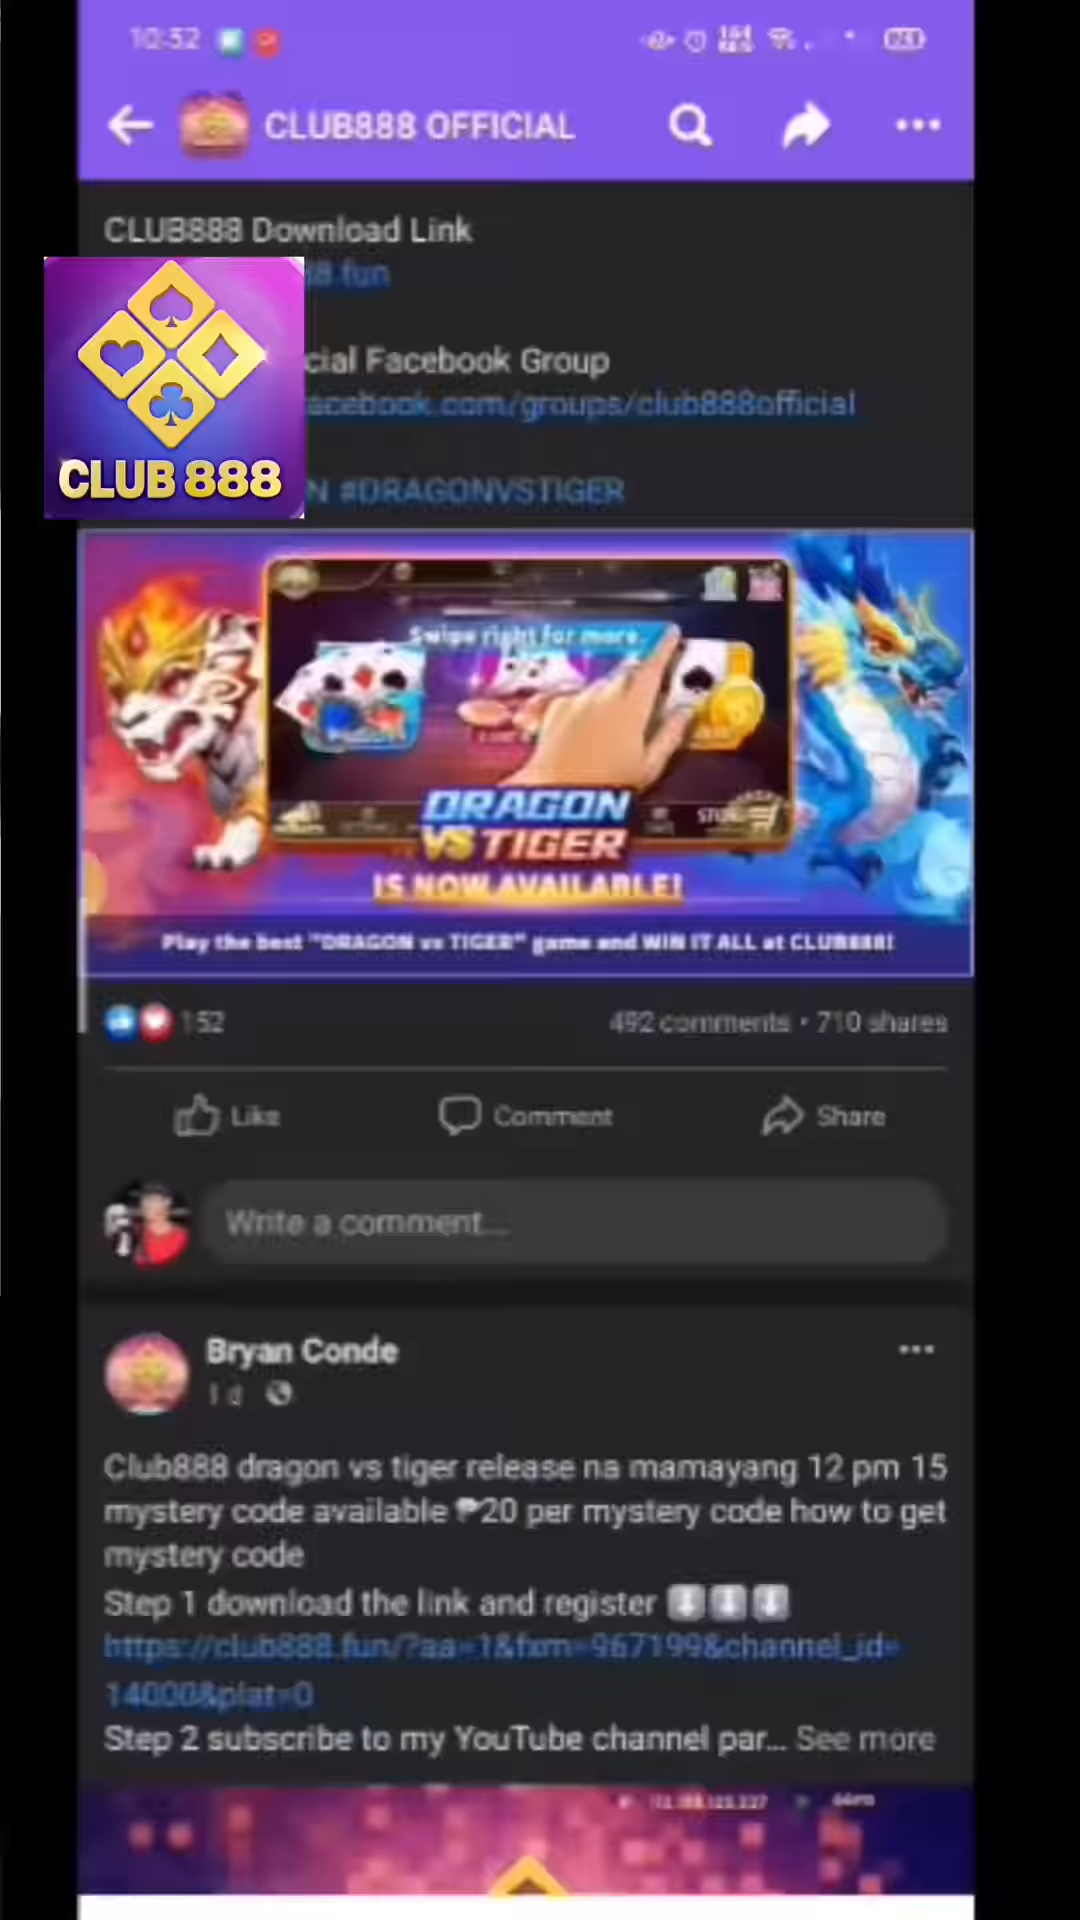 10:52
CLUB888 OFFICIAL
CLUB888 Download Link
88.fun
CLUB 888
cial Facebook Group
acebook.com/groups/club888official
N #DRAGONVSTIGER
Swipe right for more.
DRAGON
VS TIGER
IS NOW AVAILABLE!
Play the best "DRAGON vs TIGER" game and WIN IT ALL at CLUB888!
152
492 comments • 710 shares
Like
Comment
Share
Write a comment...
Bryan Conde
1 d
Club888 dragon vs tiger release na mamayang 12 pm 15
mystery code available ₱20 per mystery code how to get
mystery code
Step 1 download the link and register ⬇️⬇️⬇️
https://club888.fun/?aa=1&fxm=967199&channel_id=
14000&plat=0
Step 2 subscribe to my YouTube channel par... See more